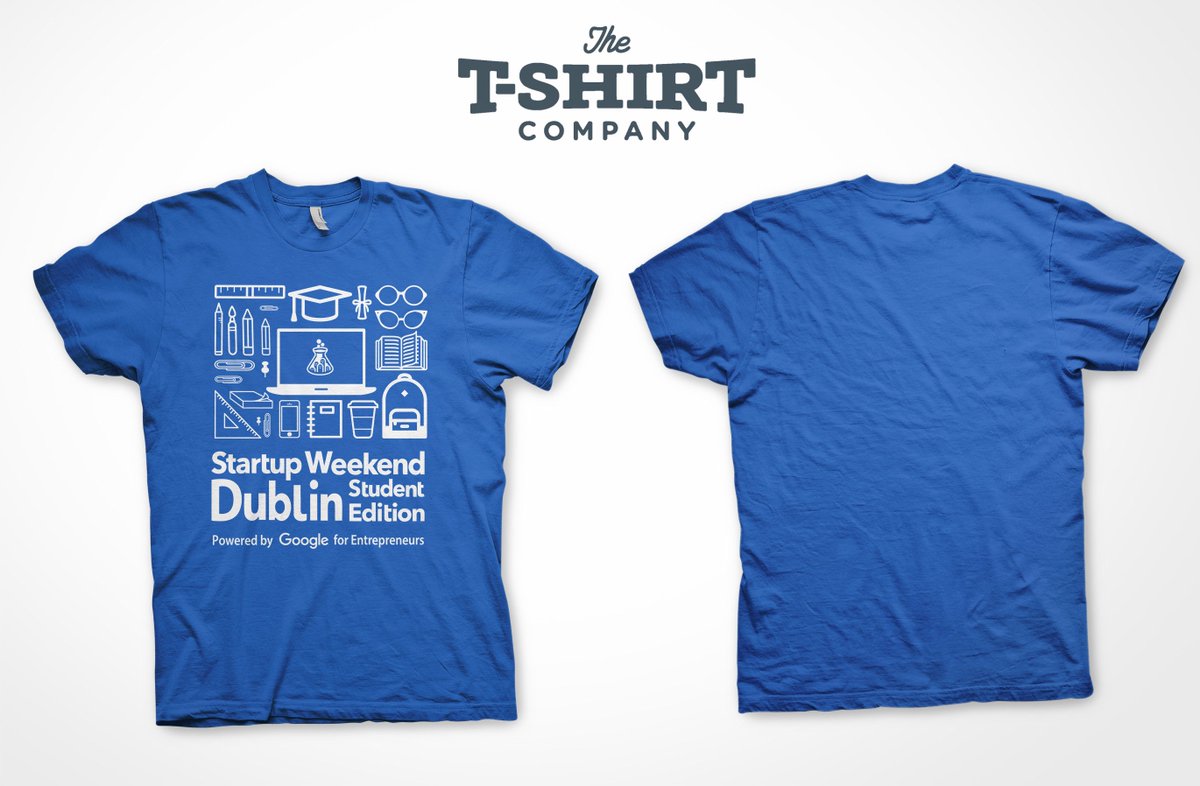 The
T-SHIRT
COMPANY
Startup Weekend
Dublin Student
Edition
Powered by Google for Entrepreneurs